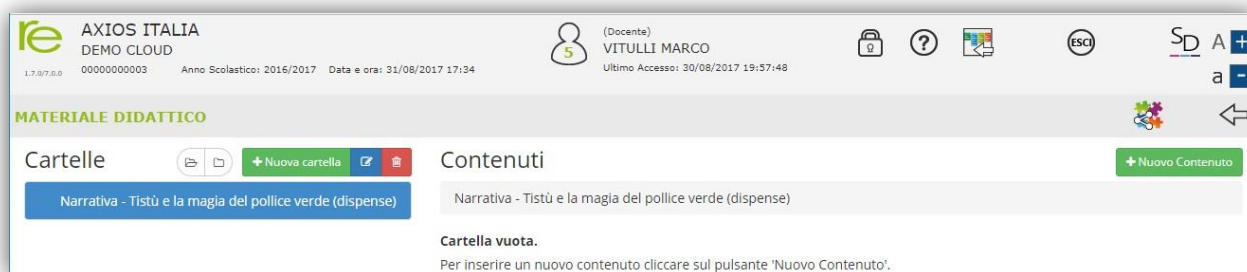 re
AXIOS ITALIA
DEMO CLOUD
1.7.0/7.0.0 00000000003 Anno Scolastico: 2016/2017 Data e ora: 31/08/2017 17:34
5
(Docente)
VITULLI MARCO
Ultimo Accesso: 30/08/2017 19:57:48
?
ESCI
SD
A +
a -
MATERIALE DIDATTICO
Cartelle
+ Nuova cartella
Narrativa - Tistù e la magia del pollice verde (dispense)
Contenuti
+ Nuovo Contenuto
Narrativa - Tistù e la magia del pollice verde (dispense)
Cartella vuota.
Per inserire un nuovo contenuto cliccare sul pulsante 'Nuovo Contenuto'.